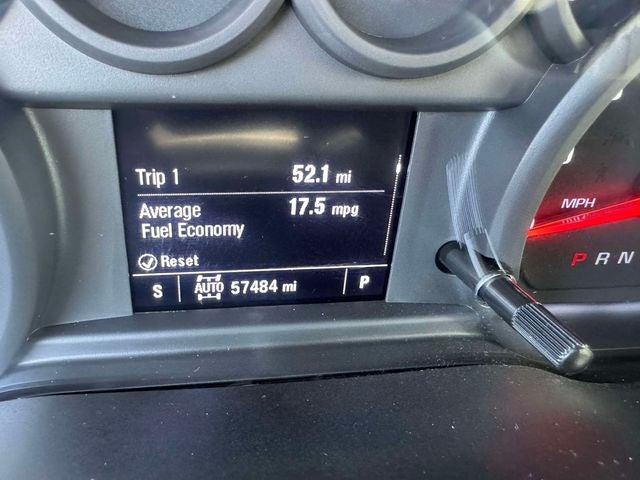 Trip 1 52.1 mi
Average 17.5 mpg
Fuel Economy
Reset
S AUTO 57484 mi P
MPH
P R N